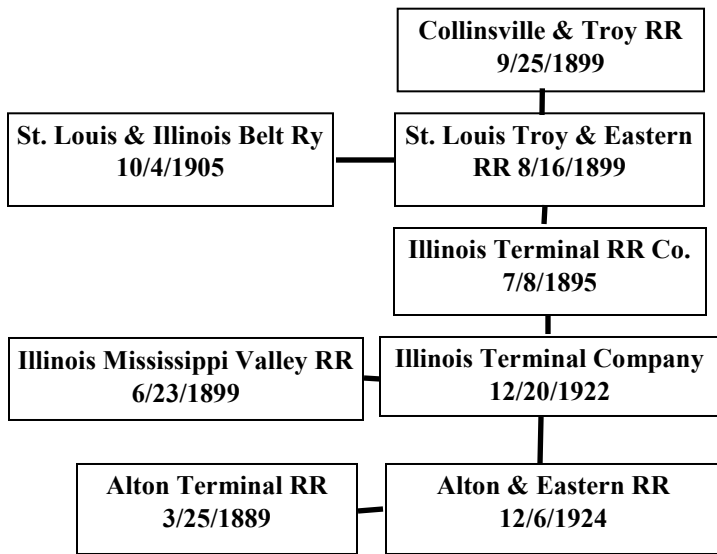 Collinsville & Troy RR
9/25/1899
St. Louis & Illinois Belt Ry
10/4/1905
St. Louis Troy & Eastern
RR 8/16/1899
Illinois Terminal RR Co.
7/8/1895
Illinois Mississippi Valley RR
6/23/1899
Illinois Terminal Company
12/20/1922
Alton Terminal RR
3/25/1889
Alton & Eastern RR
12/6/1924